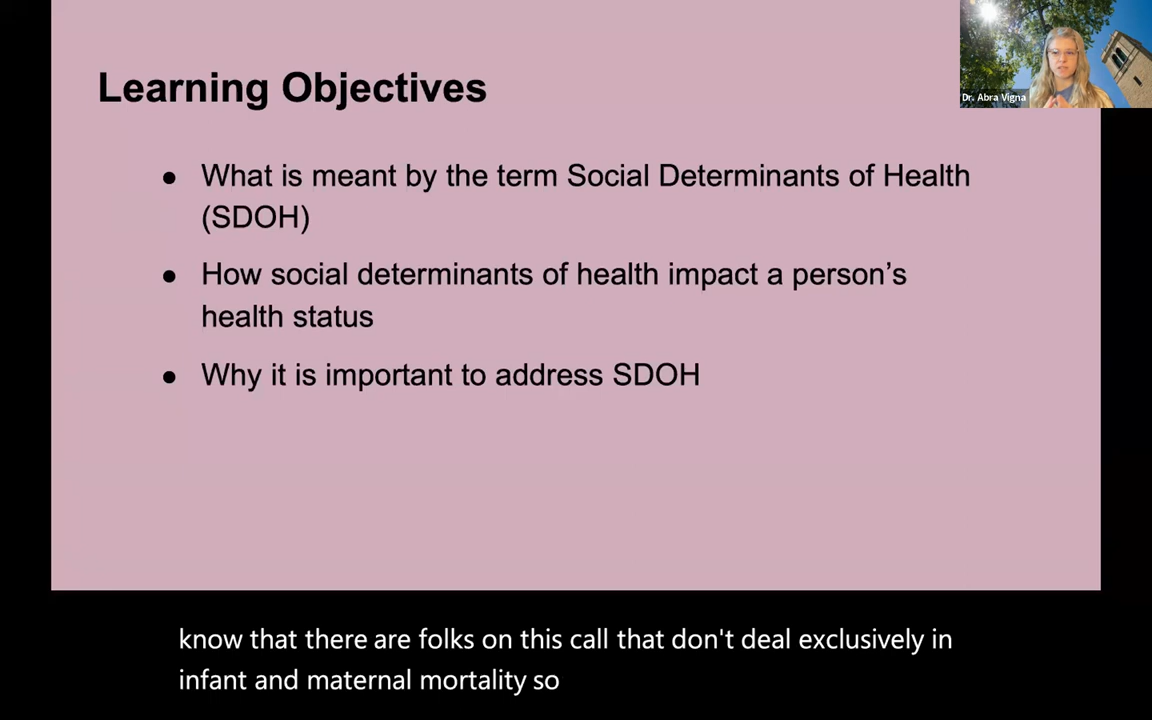 Learning Objectives
Dr. Abra Vigna
● What is meant by the term Social Determinants of Health
(SDOH)
● How social determinants of health impact a person’s
health status
● Why it is important to address SDOH
know that there are folks on this call that don't deal exclusively in
infant and maternal mortality so